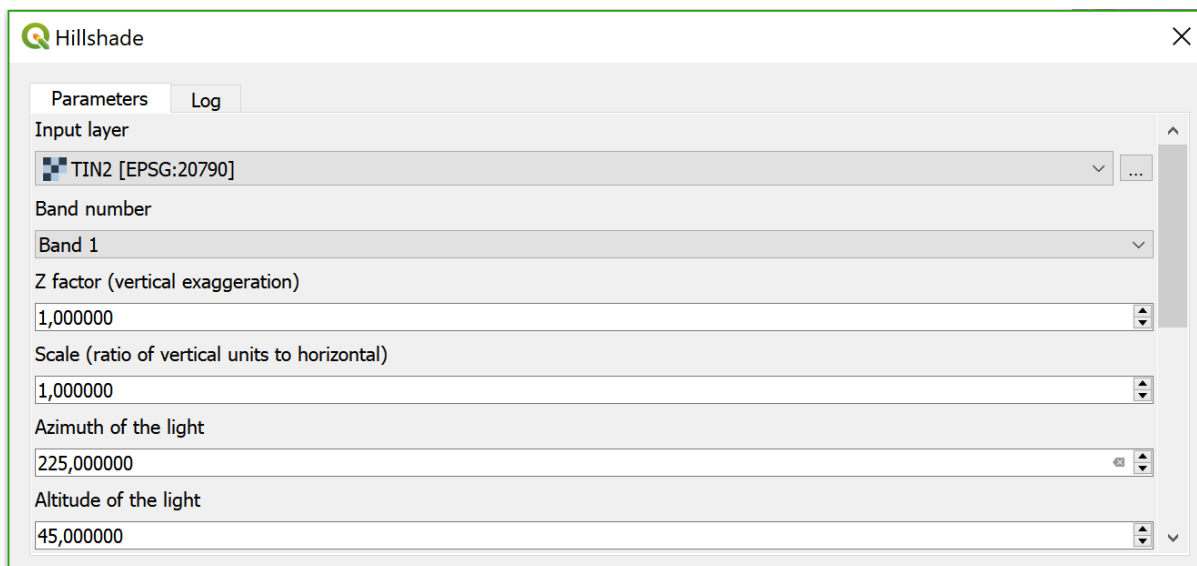 Hillshade
Parameters Log
Input layer
TIN2 [EPSG:20790]
...
Band number
Band 1
Z factor (vertical exaggeration)
1,000000
Scale (ratio of vertical units to horizontal)
1,000000
Azimuth of the light
225,000000
Altitude of the light
45,000000